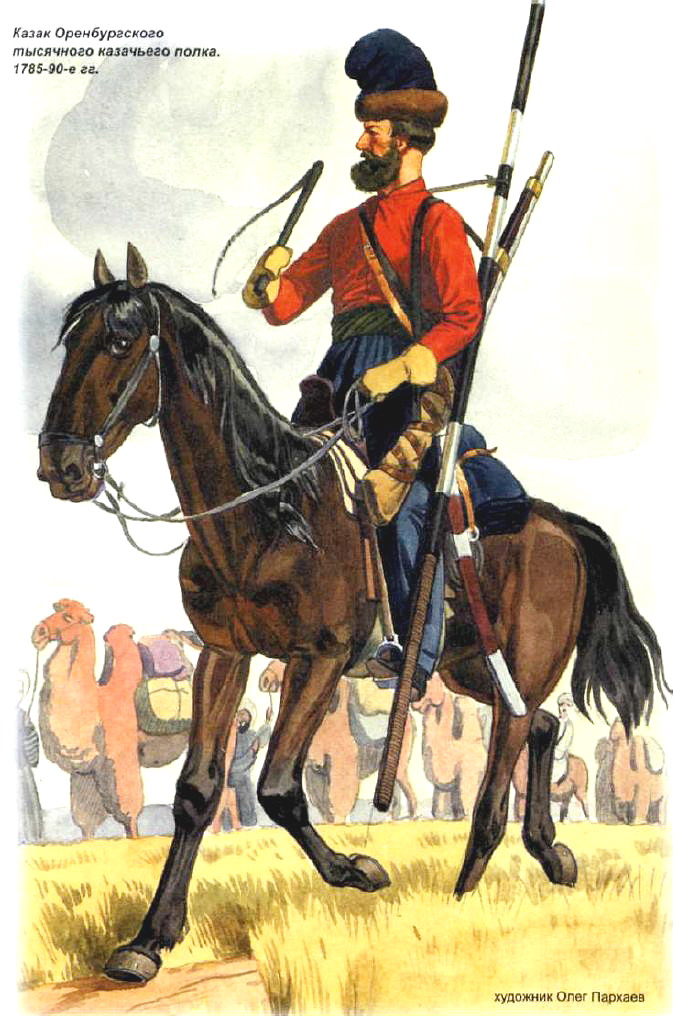 Казак Оренбургского
тысячного казачьего полка.
1785-90-е гг.
художник Олег Пархаев